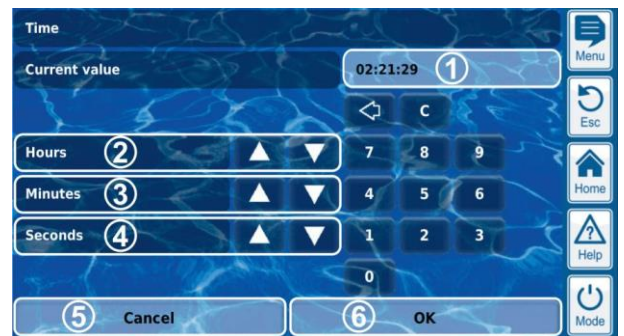 Time
Current value
02:21:29 1
C
Hours 2
7 8 9
Minutes 3
4 5 6
Seconds 4
1 2 3
0
5 Cancel
6 OK
Menu
Esc
Home
? Help
Mode